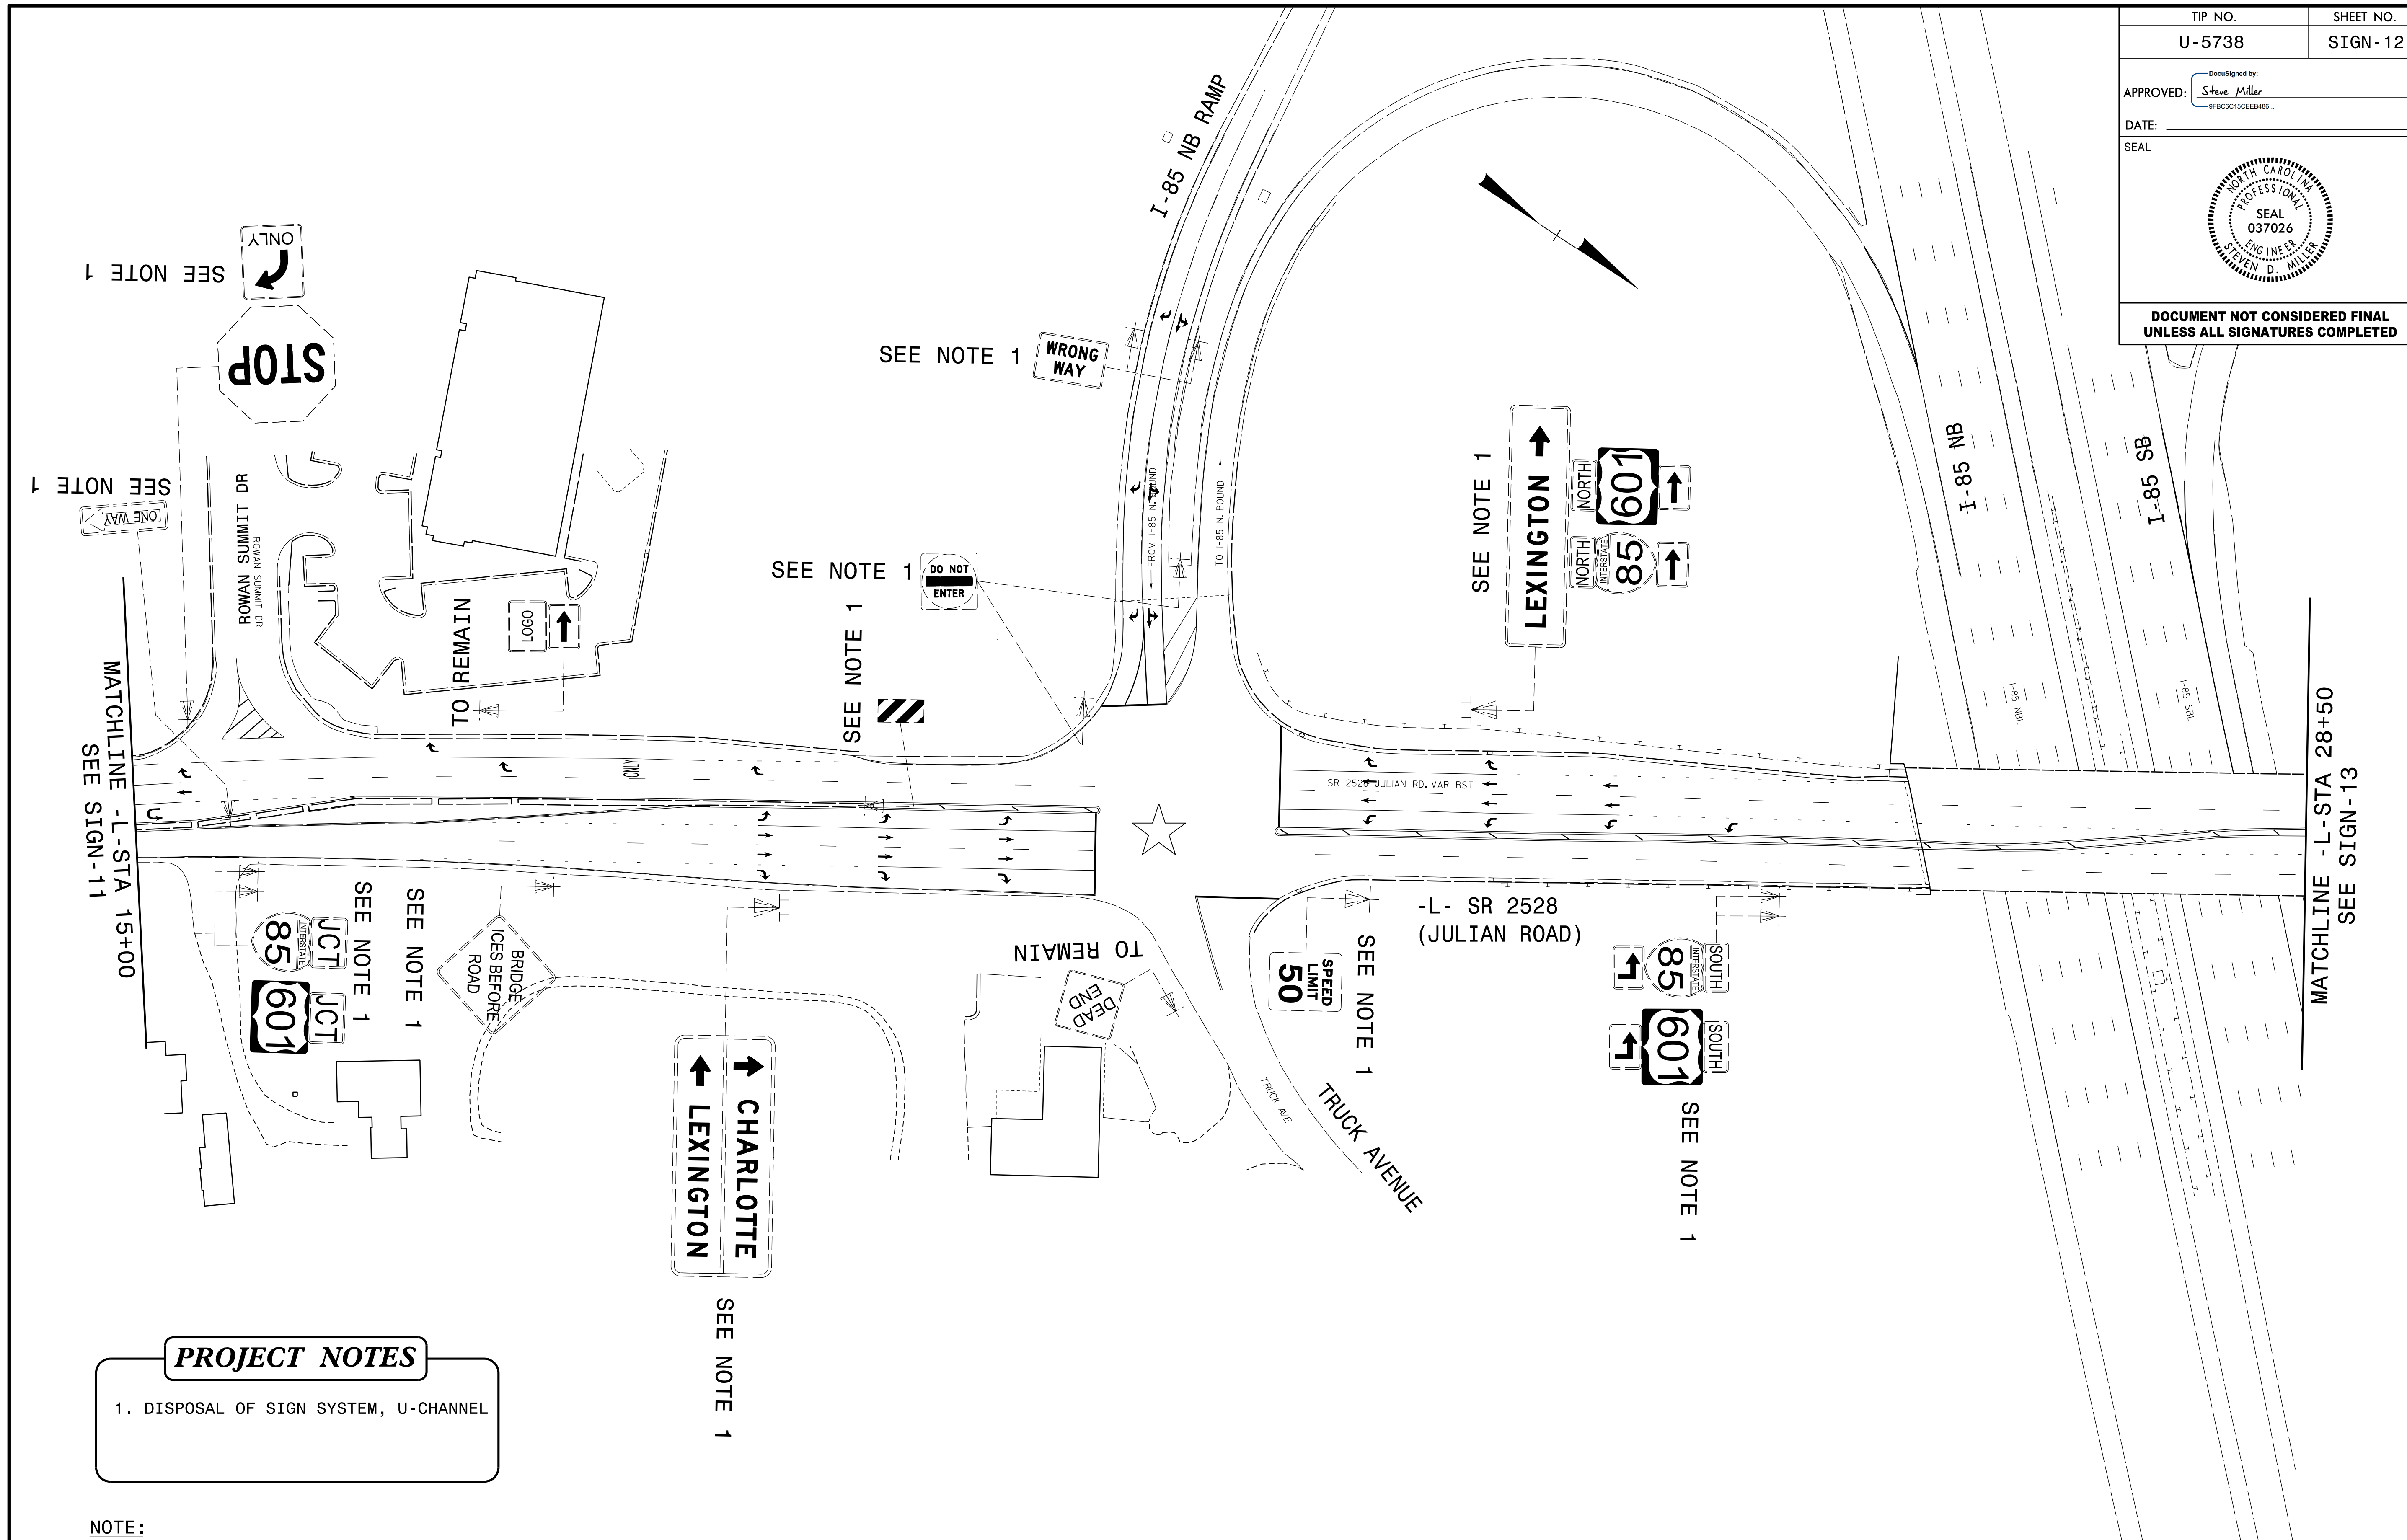 TIP NO.
SHEET NO.
U-5738
SIGN-12
DocuSigned by:
APPROVED: Steve Miller
9FBC6C15CEEB486...
DATE:
SEAL
NORTH CAROLINA
PROFESSIONAL
SEAL
037026
ENGINEER
STEVEN D. MILLER
DOCUMENT NOT CONSIDERED FINAL
UNLESS ALL SIGNATURES COMPLETED
I-85 NB RAMP
SEE NOTE 1
ONLY
STOP
SEE NOTE 1
ONE WAY
ROWAN SUMMIT DR
ROWAN SUMMIT DR
TO REMAIN
LOGO
SEE NOTE 1
WRONG
WAY
SEE NOTE 1
DO NOT
ENTER
SEE NOTE 1
FROM I-85 N. BOUND
TO I-85 N. BOUND
SEE NOTE 1
LEXINGTON
NORTH
601
NORTH
INTERSTATE
85
I-85 NB
I-85 SB
I-85 NBL
I-85 SBL
MATCHLINE -L-STA 15+00
SEE SIGN-11
MATCHLINE -L-STA 28+50
SEE SIGN-13
ONLY
SR 2528 JULIAN RD. VAR BST
-L- SR 2528
(JULIAN ROAD)
JCT
INTERSTATE
85
JCT
601
SEE NOTE 1
SEE NOTE 1
BRIDGE
ICES BEFORE
ROAD
CHARLOTTE
LEXINGTON
SEE NOTE 1
TO REMAIN
DEAD
END
SPEED
LIMIT
50
SEE NOTE 1
TRUCK AVE
TRUCK AVENUE
SOUTH
INTERSTATE
85
SOUTH
601
SEE NOTE 1
PROJECT NOTES
1. DISPOSAL OF SIGN SYSTEM, U-CHANNEL
NOTE: